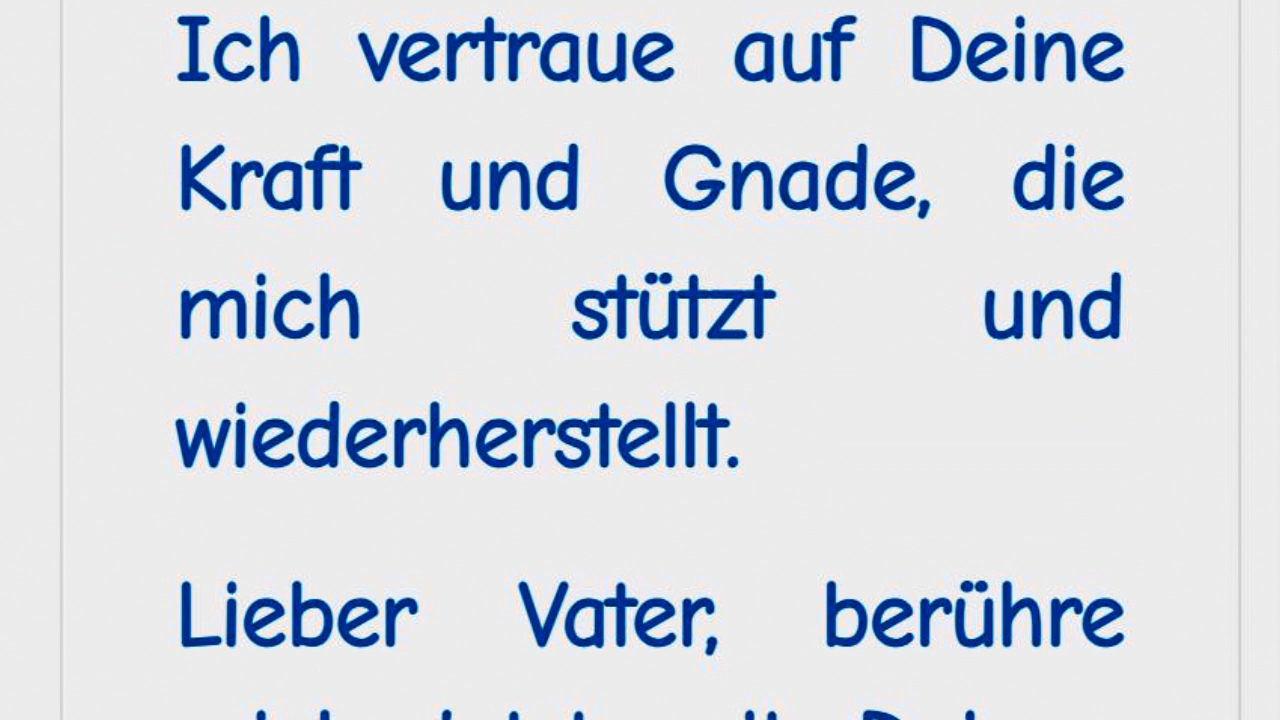 Ich vertraue auf Deine
Kraft und Gnade, die
mich stützt und
wiederherstellt.
Lieber Vater, berühre